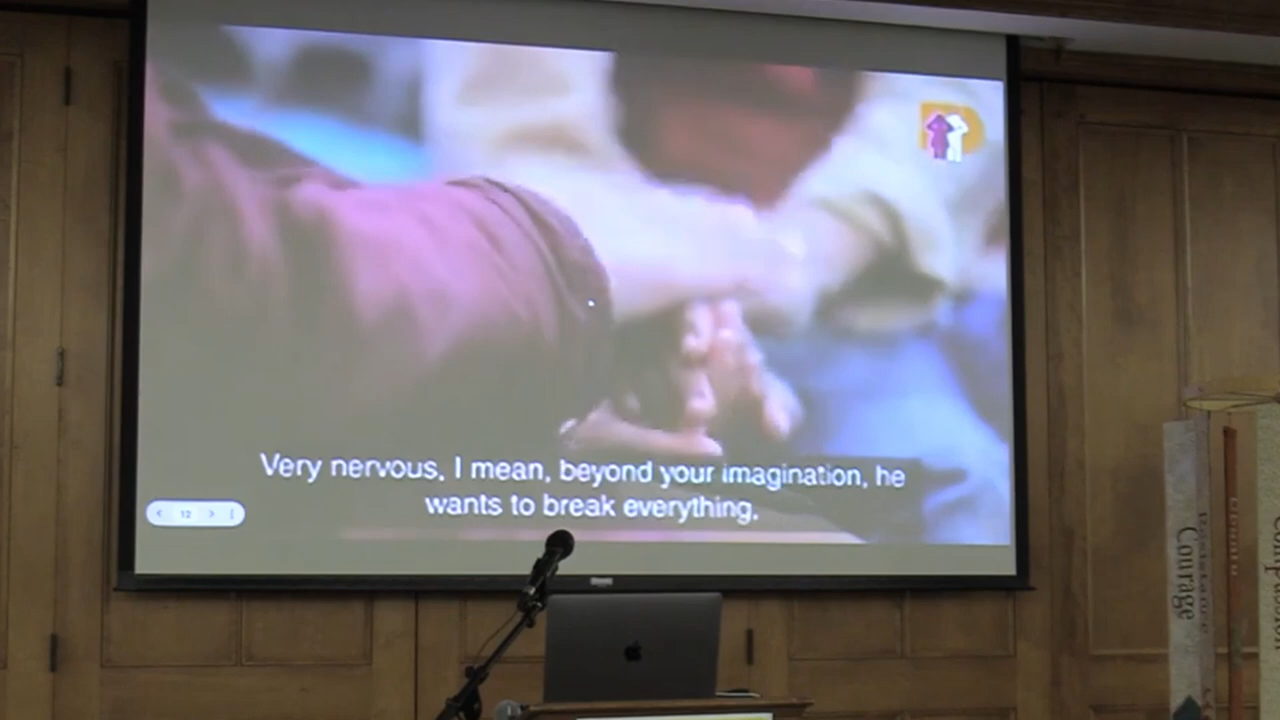 Very nervous, I mean, beyond your imagination, he
wants to break everything.
12
Courage